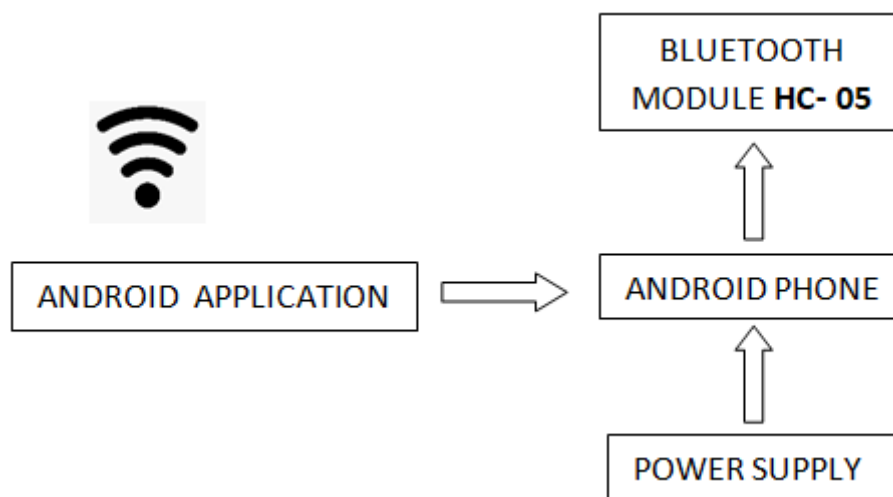 BLUETOOTH
MODULE HC- 05
ANDROID APPLICATION
ANDROID PHONE
POWER SUPPLY